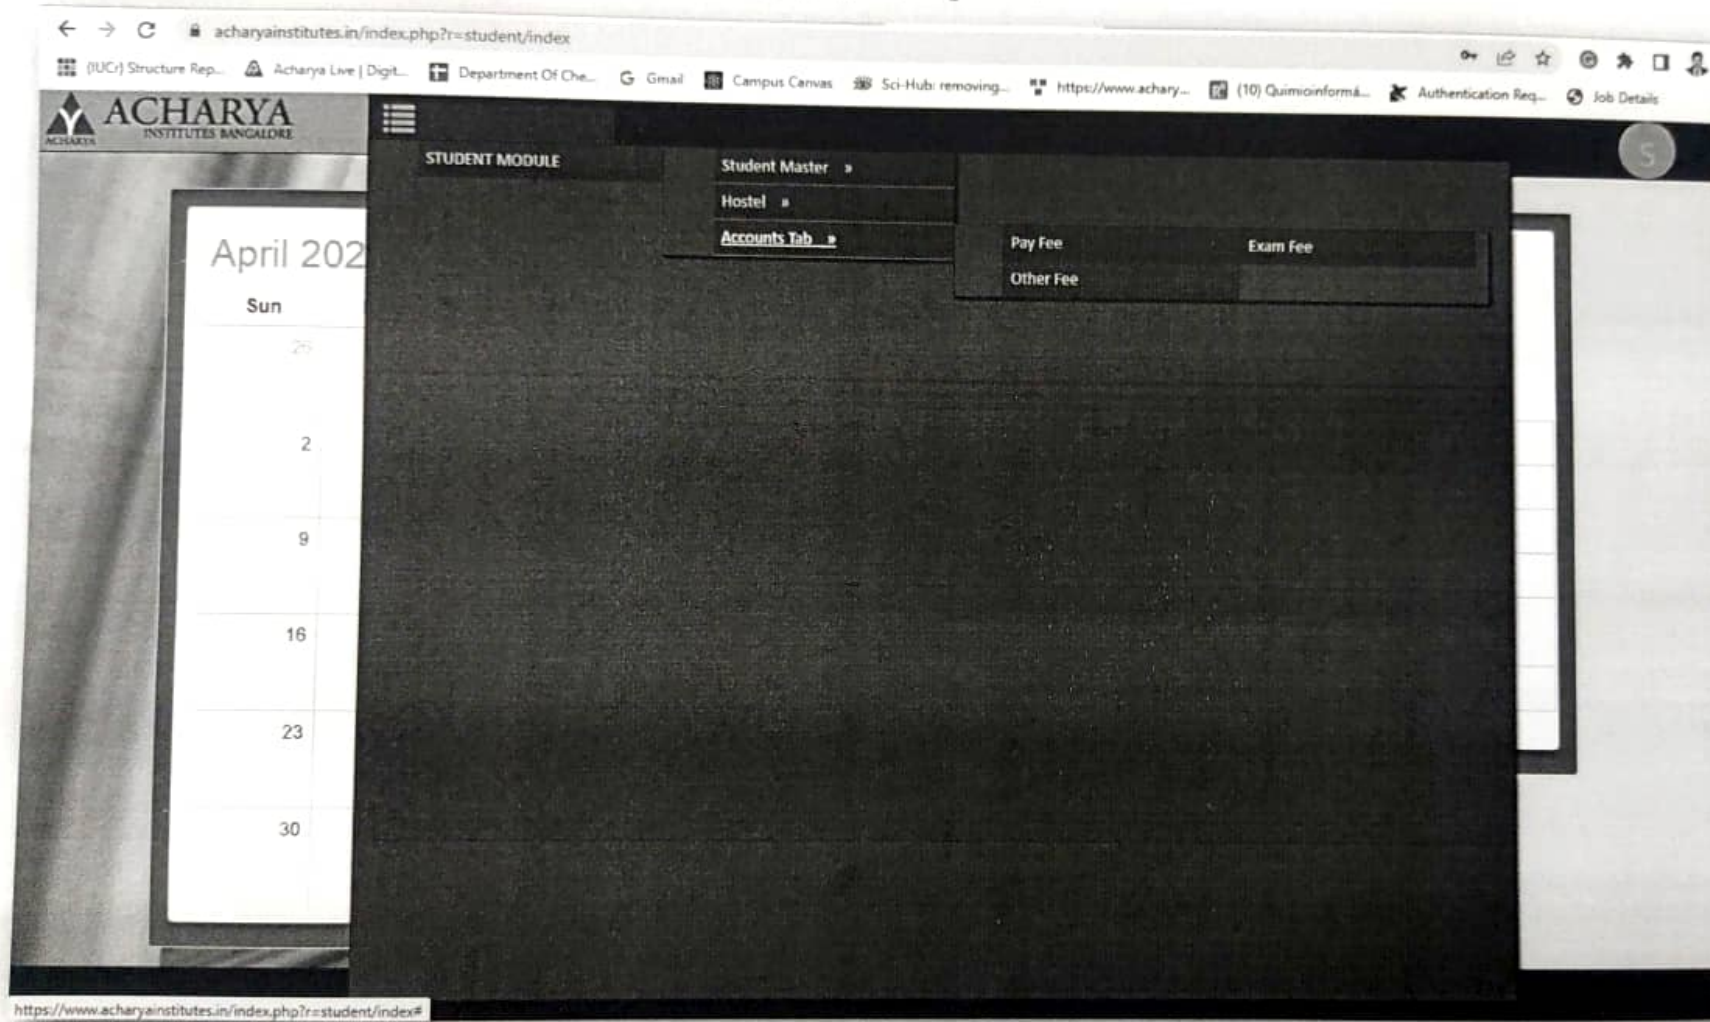 acharyainstitutes.in/index.php?r=student/index
(IUCr) Structure Rep... Acharya Live | Digit... Department Of Che... Gmail Campus Canvas Sci-Hub: removing... https://www.achary... (10) Quimioinformá... Authentication Req... Job Details
ACHARYA
INSTITUTES BANGALORE
ACHARYA
S
STUDENT MODULE
Student Master »
Hostel »
Accounts Tab »
Pay Fee Exam Fee
Other Fee
April 202
Sun
26
2
9
16
23
30
https://www.acharyainstitutes.in/index.php?r=student/index#